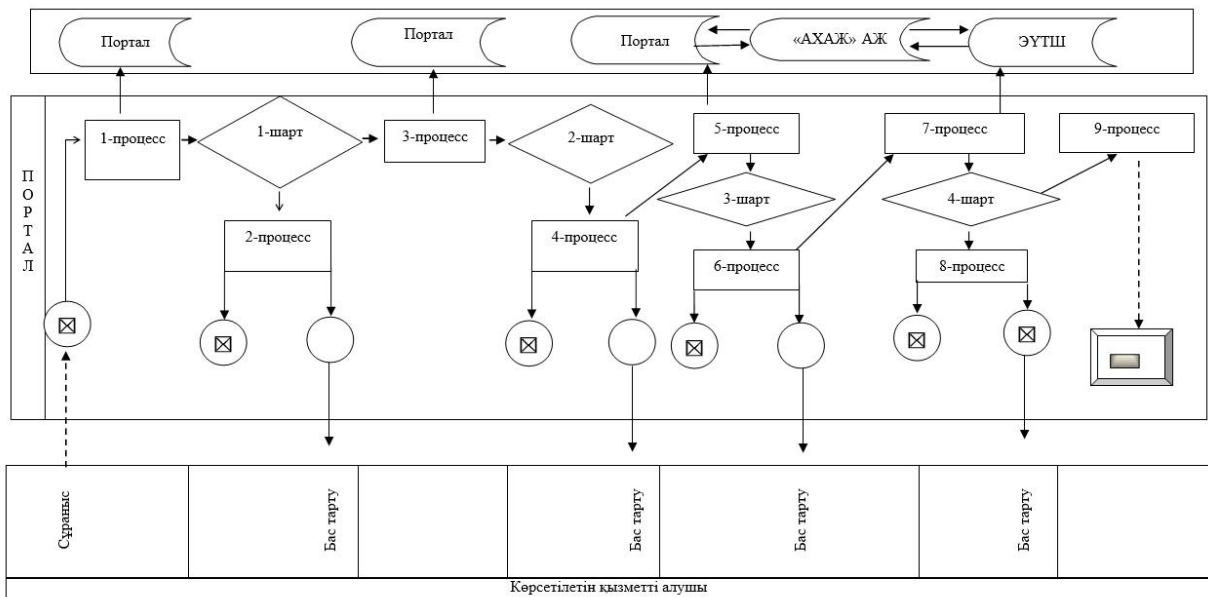 Портал
Портал
Портал
«АХАЖ» АЖ
ЭҮТШ
ПОРТАЛ
1-процесс
1-шарт
3-процесс
2-шарт
5-процесс
7-процесс
9-процесс
3-шарт
4-шарт
2-процесс
4-процесс
6-процесс
8-процесс
Сұраныс
Бас тарту
Бас тарту
Бас тарту
Бас тарту
Көрсетілетін қызметті алушы